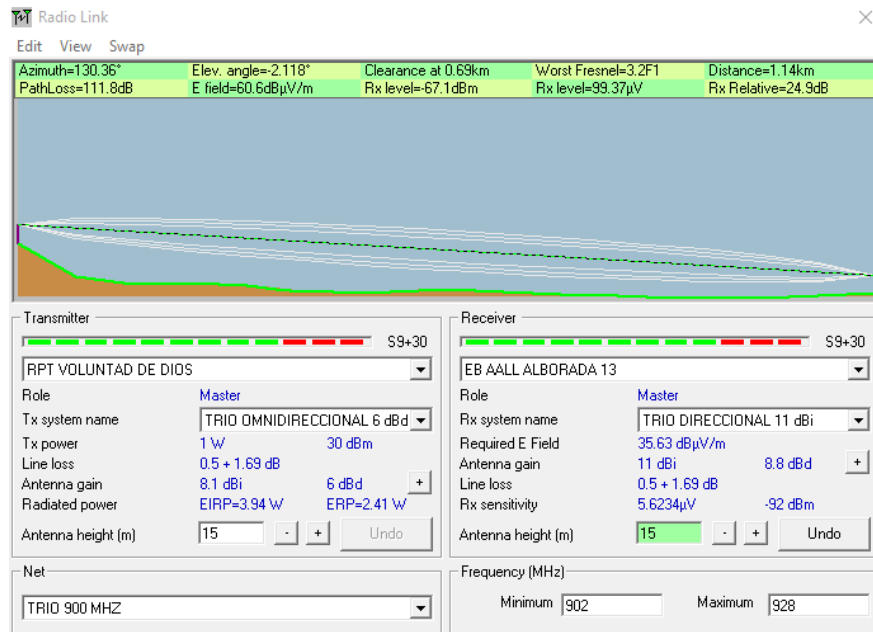 Radio Link
Edit View Swap
Azimuth=130.36° Elev. angle=-2.118° Clearance at 0.69km Worst Fresnel=3.2F1 Distance=1.14km
PathLoss=111.8dB E field=60.6dBµV/m Rx level=-67.1dBm Rx level=99.37µV Rx Relative=24.9dB
Transmitter
S9+30
RPT VOLUNTAD DE DIOS
Role Master
Tx system name TRIO OMNIDIRECCIONAL 6 dBd
Tx power 1 W 30 dBm
Line loss 0.5 + 1.69 dB
Antenna gain 8.1 dBi 6 dBd +
Radiated power EIRP=3.94 W ERP=2.41 W
Antenna height (m) 15 - + Undo
Net
TRIO 900 MHZ
Receiver
S9+30
EB AALL ALBORADA 13
Role Master
Rx system name TRIO DIRECCIONAL 11 dBi
Required E Field 35.63 dBµV/m
Antenna gain 11 dBi 8.8 dBd +
Line loss 0.5 + 1.69 dB
Rx sensitivity 5.6234µV -92 dBm
Antenna height (m) 15 - + Undo
Frequency (MHz)
Minimum 902 Maximum 928